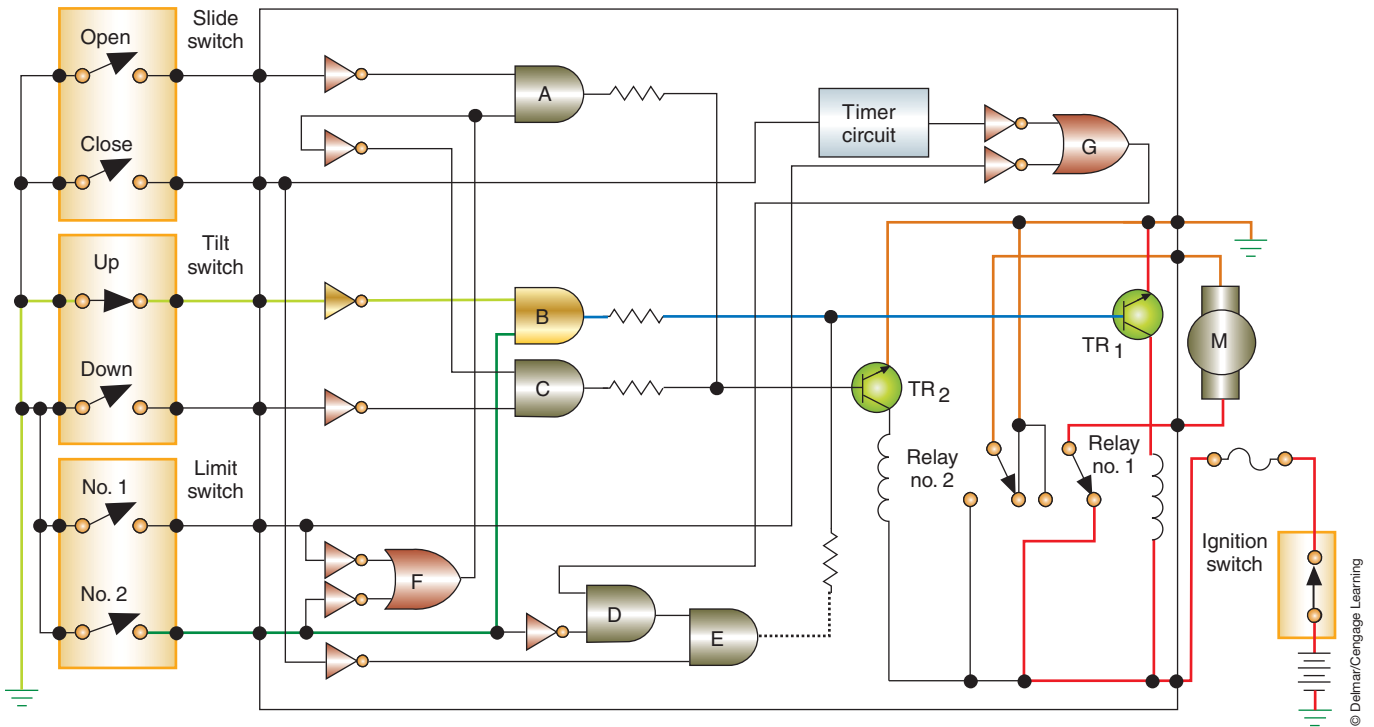 Slide
switch
Open
Close
Tilt
switch
Up
Down
Limit
switch
No. 1
No. 2
A
B
C
D
E
F
G
Timer
circuit
TR 1
TR 2
M
Relay
no. 2
Relay
no. 1
Ignition
switch
© Delmar/Cengage Learning